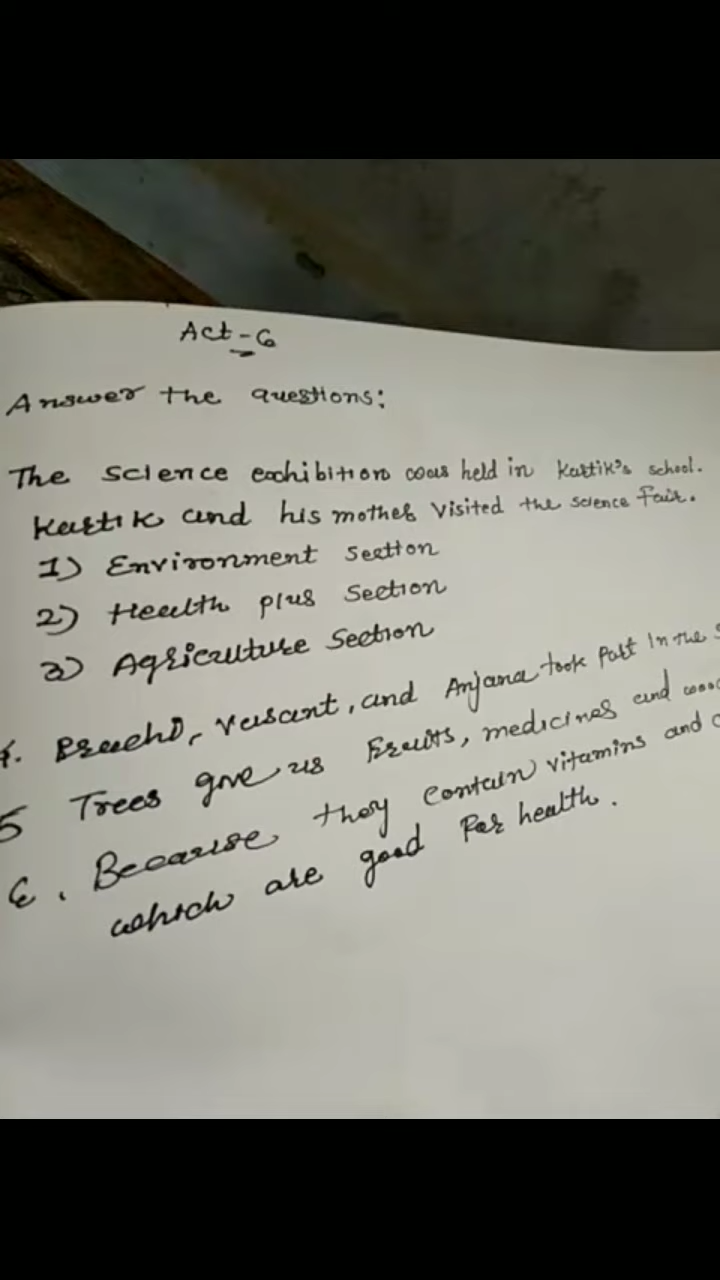 Act-6
Answer the questions:
The science exhibition was held in Kartik's school.
Kartik and his mother visited the science fair.
1) Environment section
2) Health plus section
3) Agriculture Section
4. Prachi, Vasant, and Anjana took part in the
5 Trees give us fruits, medicines and
6. Because they contain vitamins and
which are good for health.